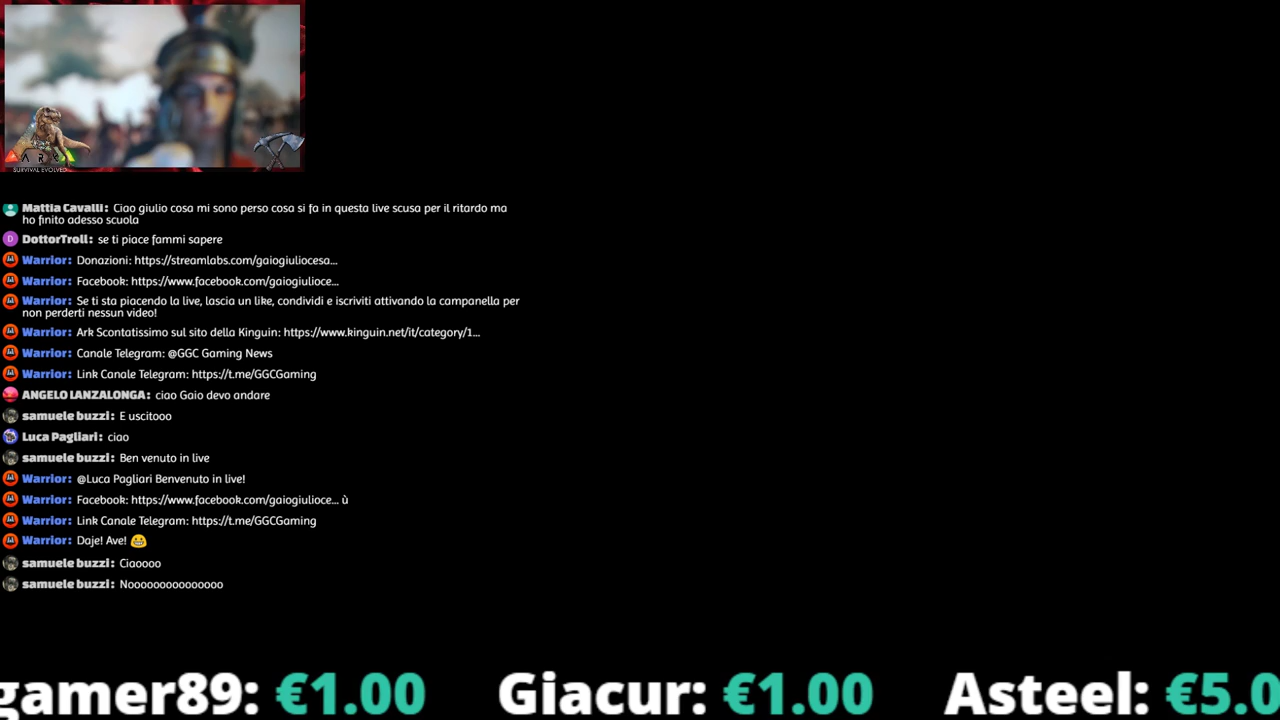 ARK
SURVIVAL EVOLVED
Mattia Cavalli: Ciao giulio cosa mi sono perso cosa si fa in questa live scusa per il ritardo ma
ho finito adesso scuola
DottorTroll: se ti piace fammi sapere
Warrior: Donazioni: https://streamlabs.com/gaiogiuliocesa...
Warrior: Facebook: https://www.facebook.com/gaiogiulioce...
Warrior: Se ti sta piacendo la live, lascia un like, condividi e iscriviti attivando la campanella per
non perderti nessun video!
Warrior: Ark Scontatissimo sul sito della Kinguin: https://www.kinguin.net/it/category/1...
Warrior: Canale Telegram: @GGC Gaming News
Warrior: Link Canale Telegram: https://t.me/GGCGaming
ANGELO LANZALONGA: ciao Gaio devo andare
samuele buzzi: E uscitooo
Luca Pagliari: ciao
samuele buzzi: Ben venuto in live
Warrior: @Luca Pagliari Benvenuto in live!
Warrior: Facebook: https://www.facebook.com/gaiogiulioce... ù
Warrior: Link Canale Telegram: https://t.me/GGCGaming
Warrior: Daje! Ave! 😀
samuele buzzi: Ciaoooo
samuele buzzi: Nooooooooooooooo
gamer89: €1.00 Giacur: €1.00 Asteel: €5.0